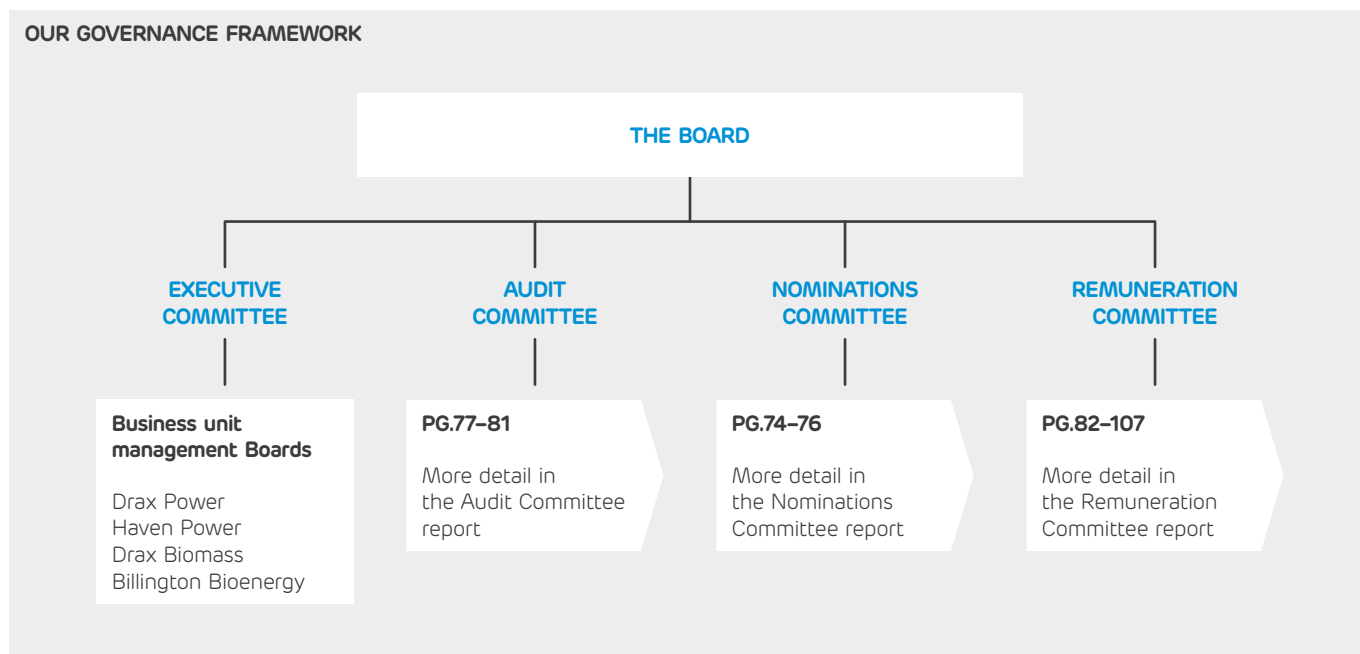 OUR GOVERNANCE FRAMEWORK
THE BOARD
EXECUTIVE
COMMITTEE
AUDIT
COMMITTEE
NOMINATIONS
COMMITTEE
REMUNERATION
COMMITTEE
Business unit
management Boards
Drax Power
Haven Power
Drax Biomass
Billington Bioenergy
PG.77–81
More detail in
the Audit Committee
report
PG.74–76
More detail in
the Nominations
Committee report
PG.82–107
More detail in
the Remuneration
Committee report